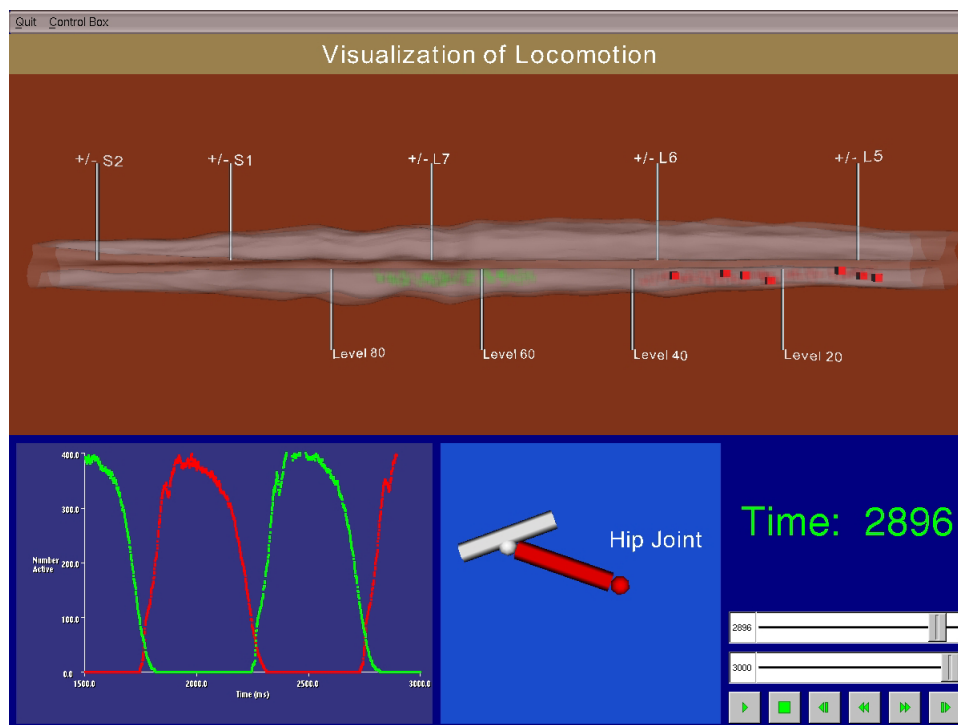 Quit Control Box
Visualization of Locomotion
+/- S2 +/- S1 +/- L7 +/- L6 +/- L5
Level 80 Level 60 Level 40 Level 20
400.0
300.0
Number
Active
200.0
100.0
0.0
1500.0 2000.0 2500.0 3000.0
Time (ms)
Hip Joint
Time: 2896
2896
3000